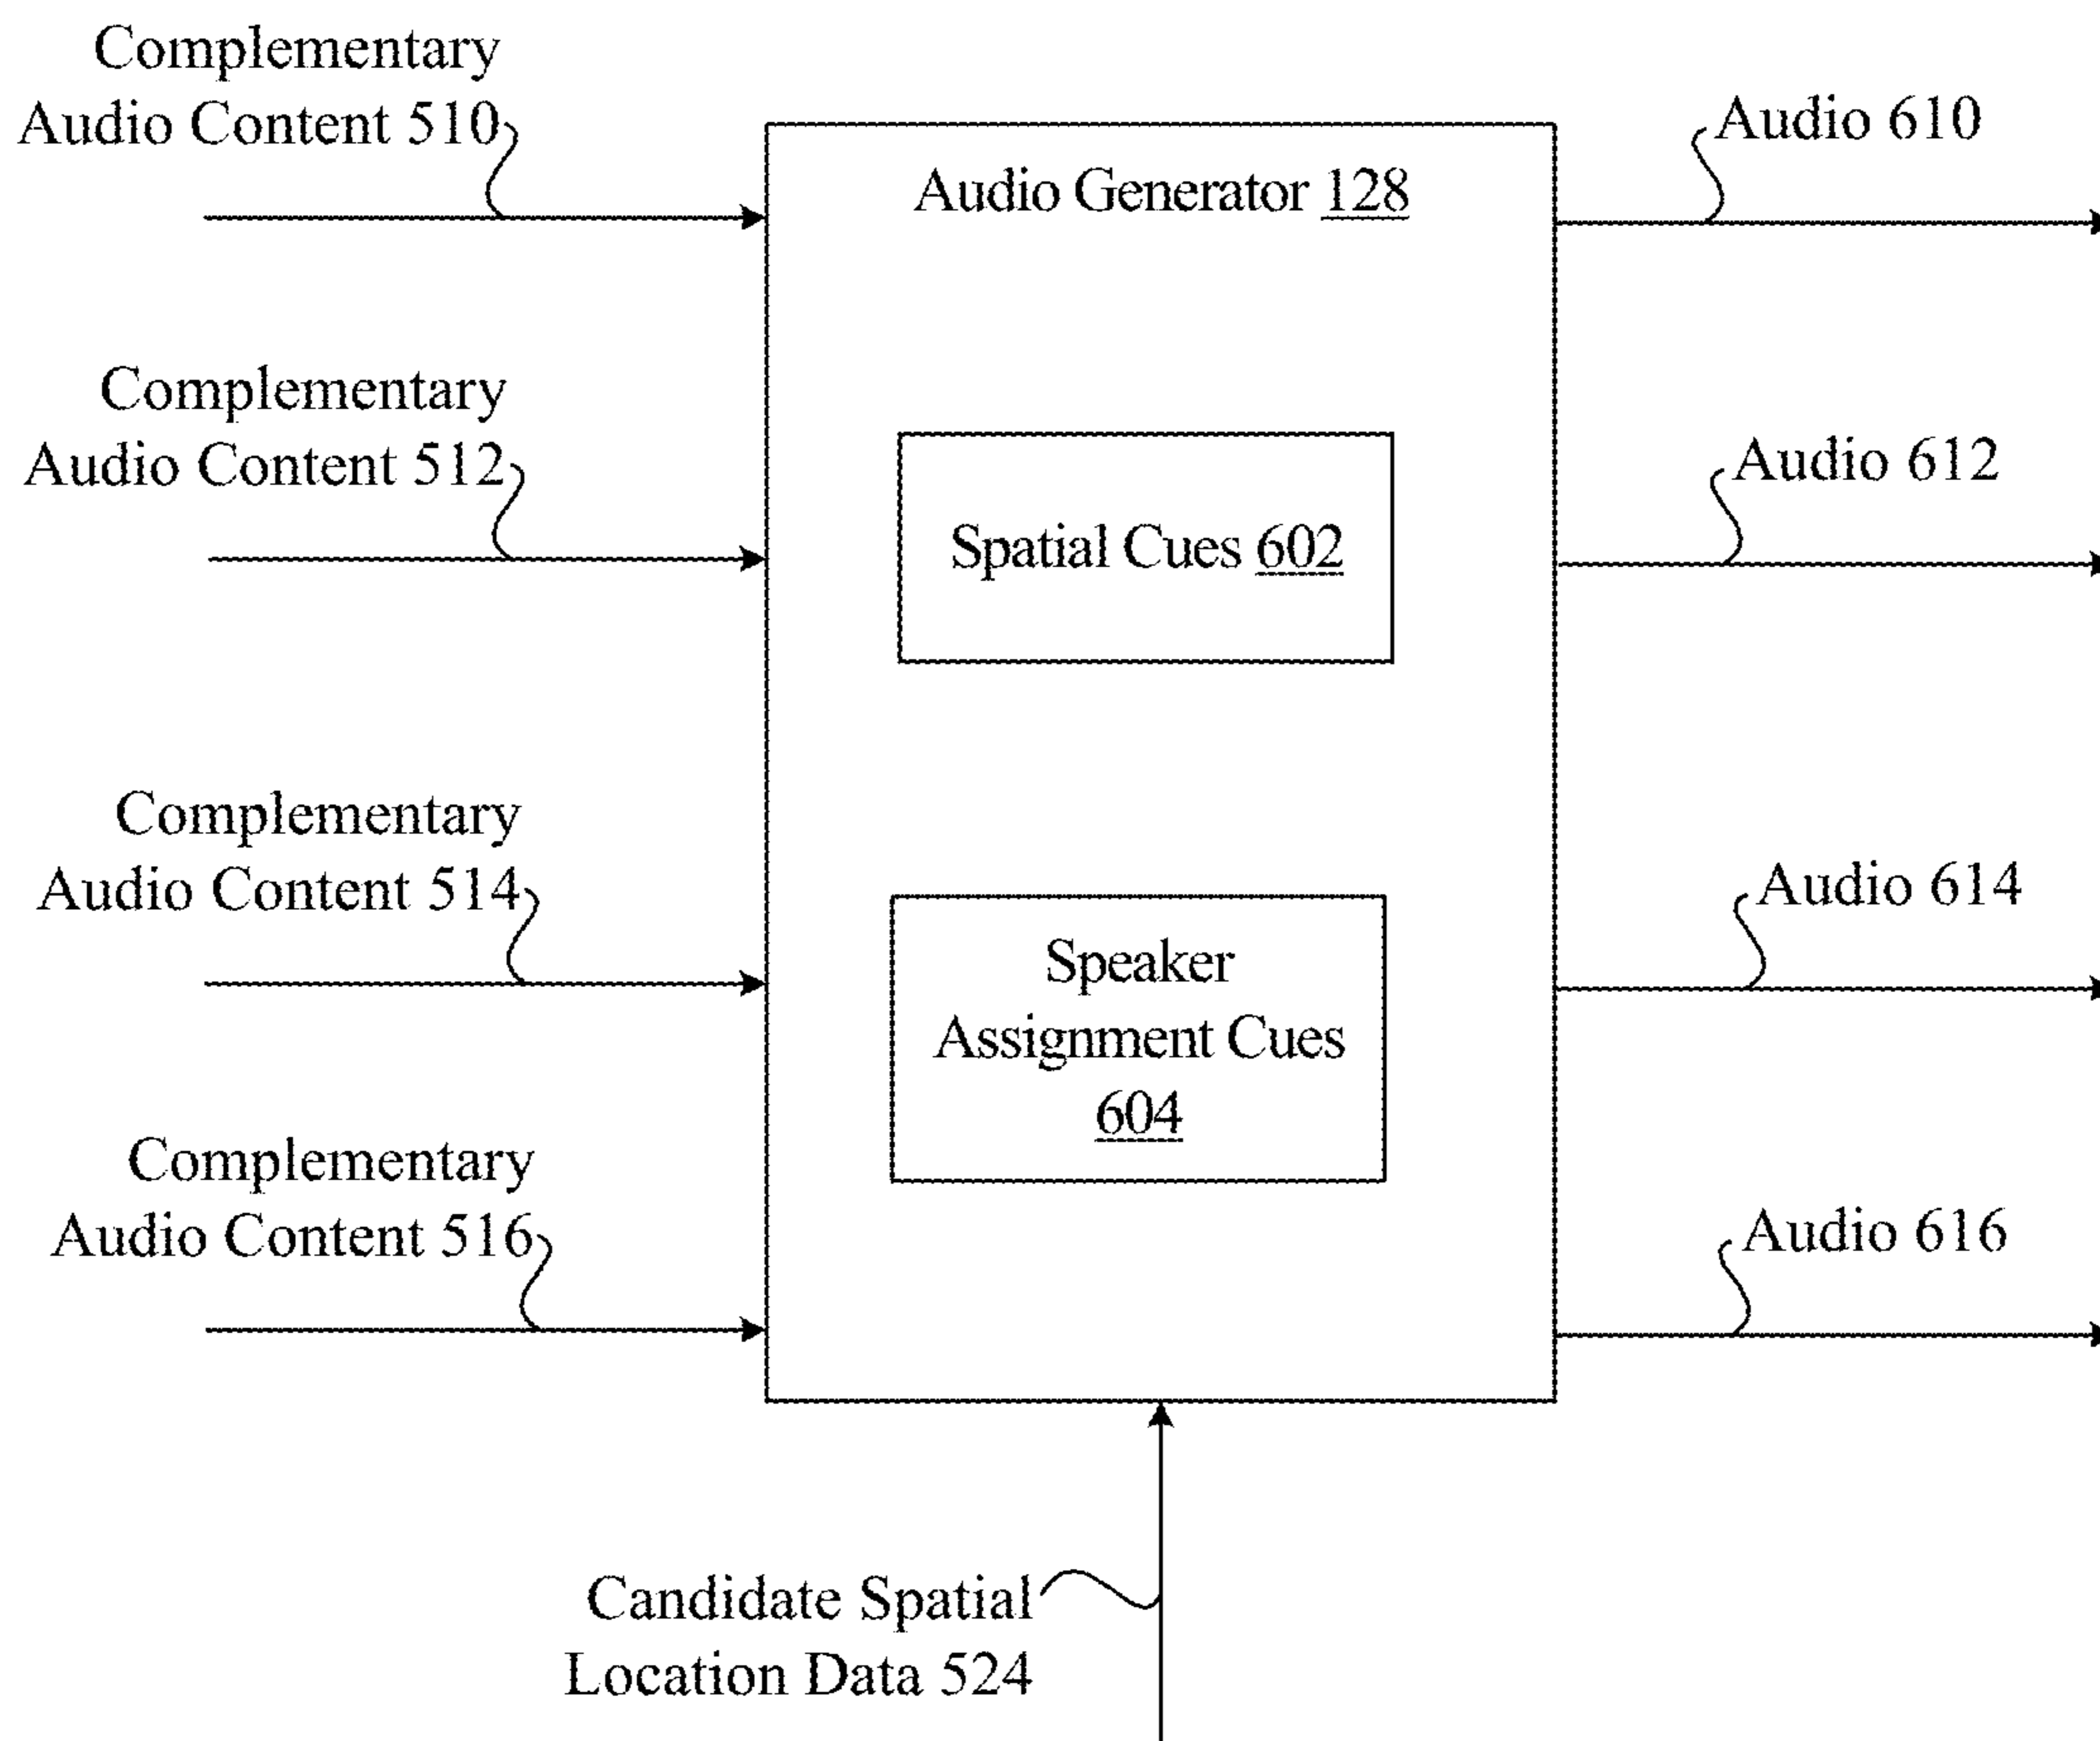 Complementary
Audio Content 510
Audio 610
Audio Generator 128
Complementary
Audio Content 512
Audio 612
Spatial Cues 602
Complementary
Audio Content 514
Audio 614
Speaker
Assignment Cues
604
Complementary
Audio Content 516
Audio 616
Candidate Spatial
Location Data 524